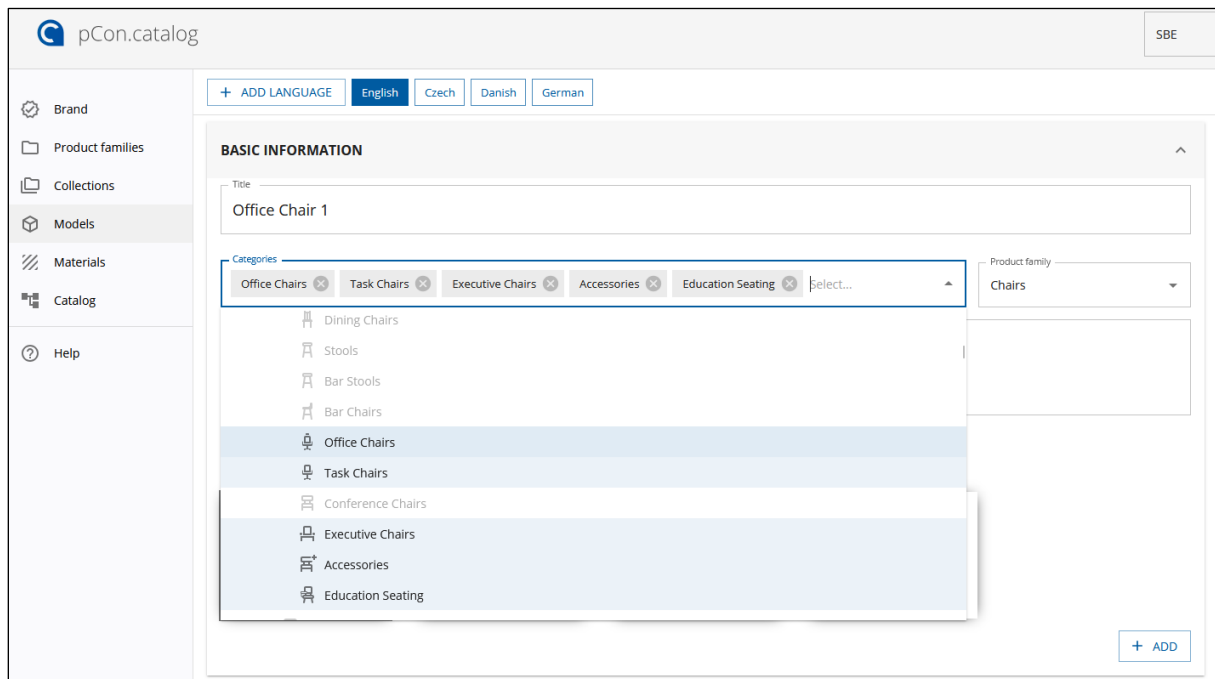 pCon.catalog
SBE
Brand
Product families
Collections
Models
Materials
Catalog
Help
+ ADD LANGUAGE English Czech Danish German
BASIC INFORMATION
Title
Office Chair 1
Categories
Office Chairs Task Chairs Executive Chairs Accessories Education Seating Select...
Product family
Chairs
Dining Chairs
Stools
Bar Stools
Bar Chairs
Office Chairs
Task Chairs
Conference Chairs
Executive Chairs
Accessories
Education Seating
+ ADD